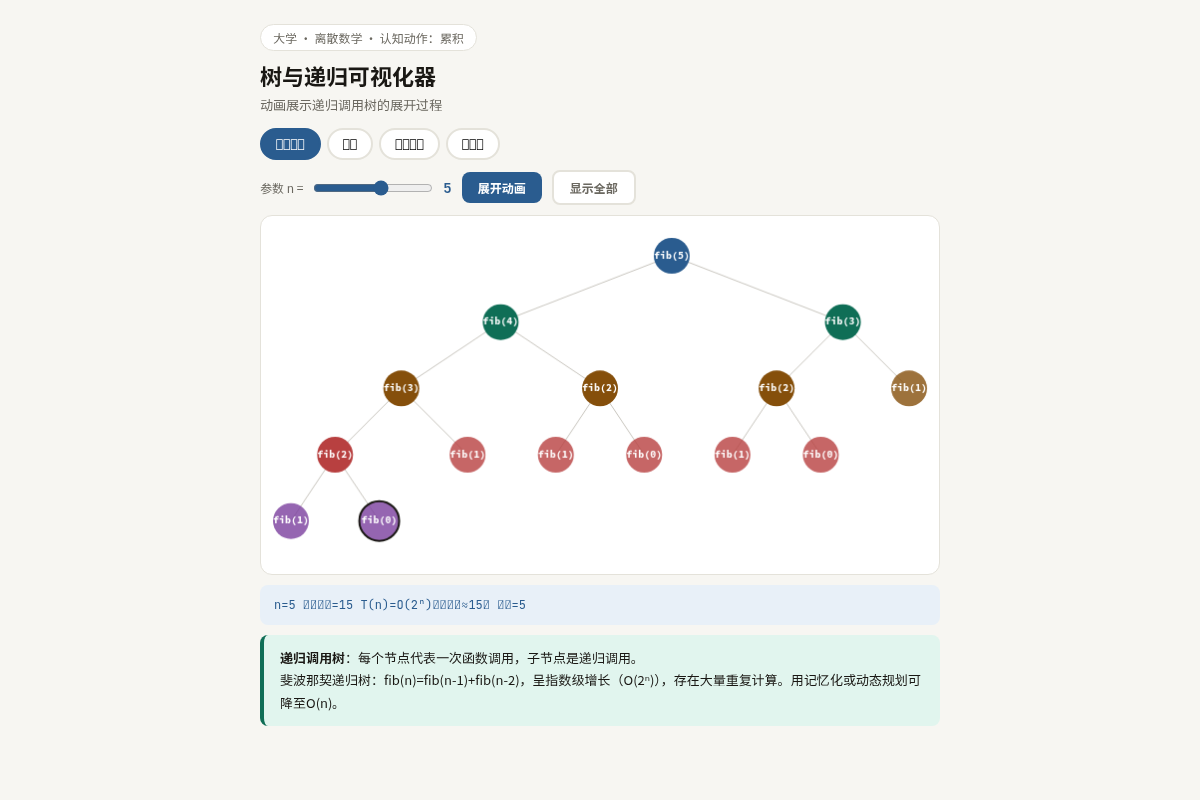 大学 · 离散数学 · 认知动作：累积
树与递归可视化器
动画展示递归调用树的展开过程
参数 n = 5 展开动画 显示全部
fib(5)
fib(4) fib(3)
fib(3) fib(2) fib(2) fib(1)
fib(2) fib(1) fib(1) fib(0) fib(1) fib(0)
fib(1) fib(0)
n=5 =15 T(n)=O(2ⁿ) ≈15 =5
递归调用树：每个节点代表一次函数调用，子节点是递归调用。
斐波那契递归树：fib(n)=fib(n-1)+fib(n-2)，呈指数级增长（O(2ⁿ)），存在大量重复计算。用记忆化或动态规划可
降至O(n)。